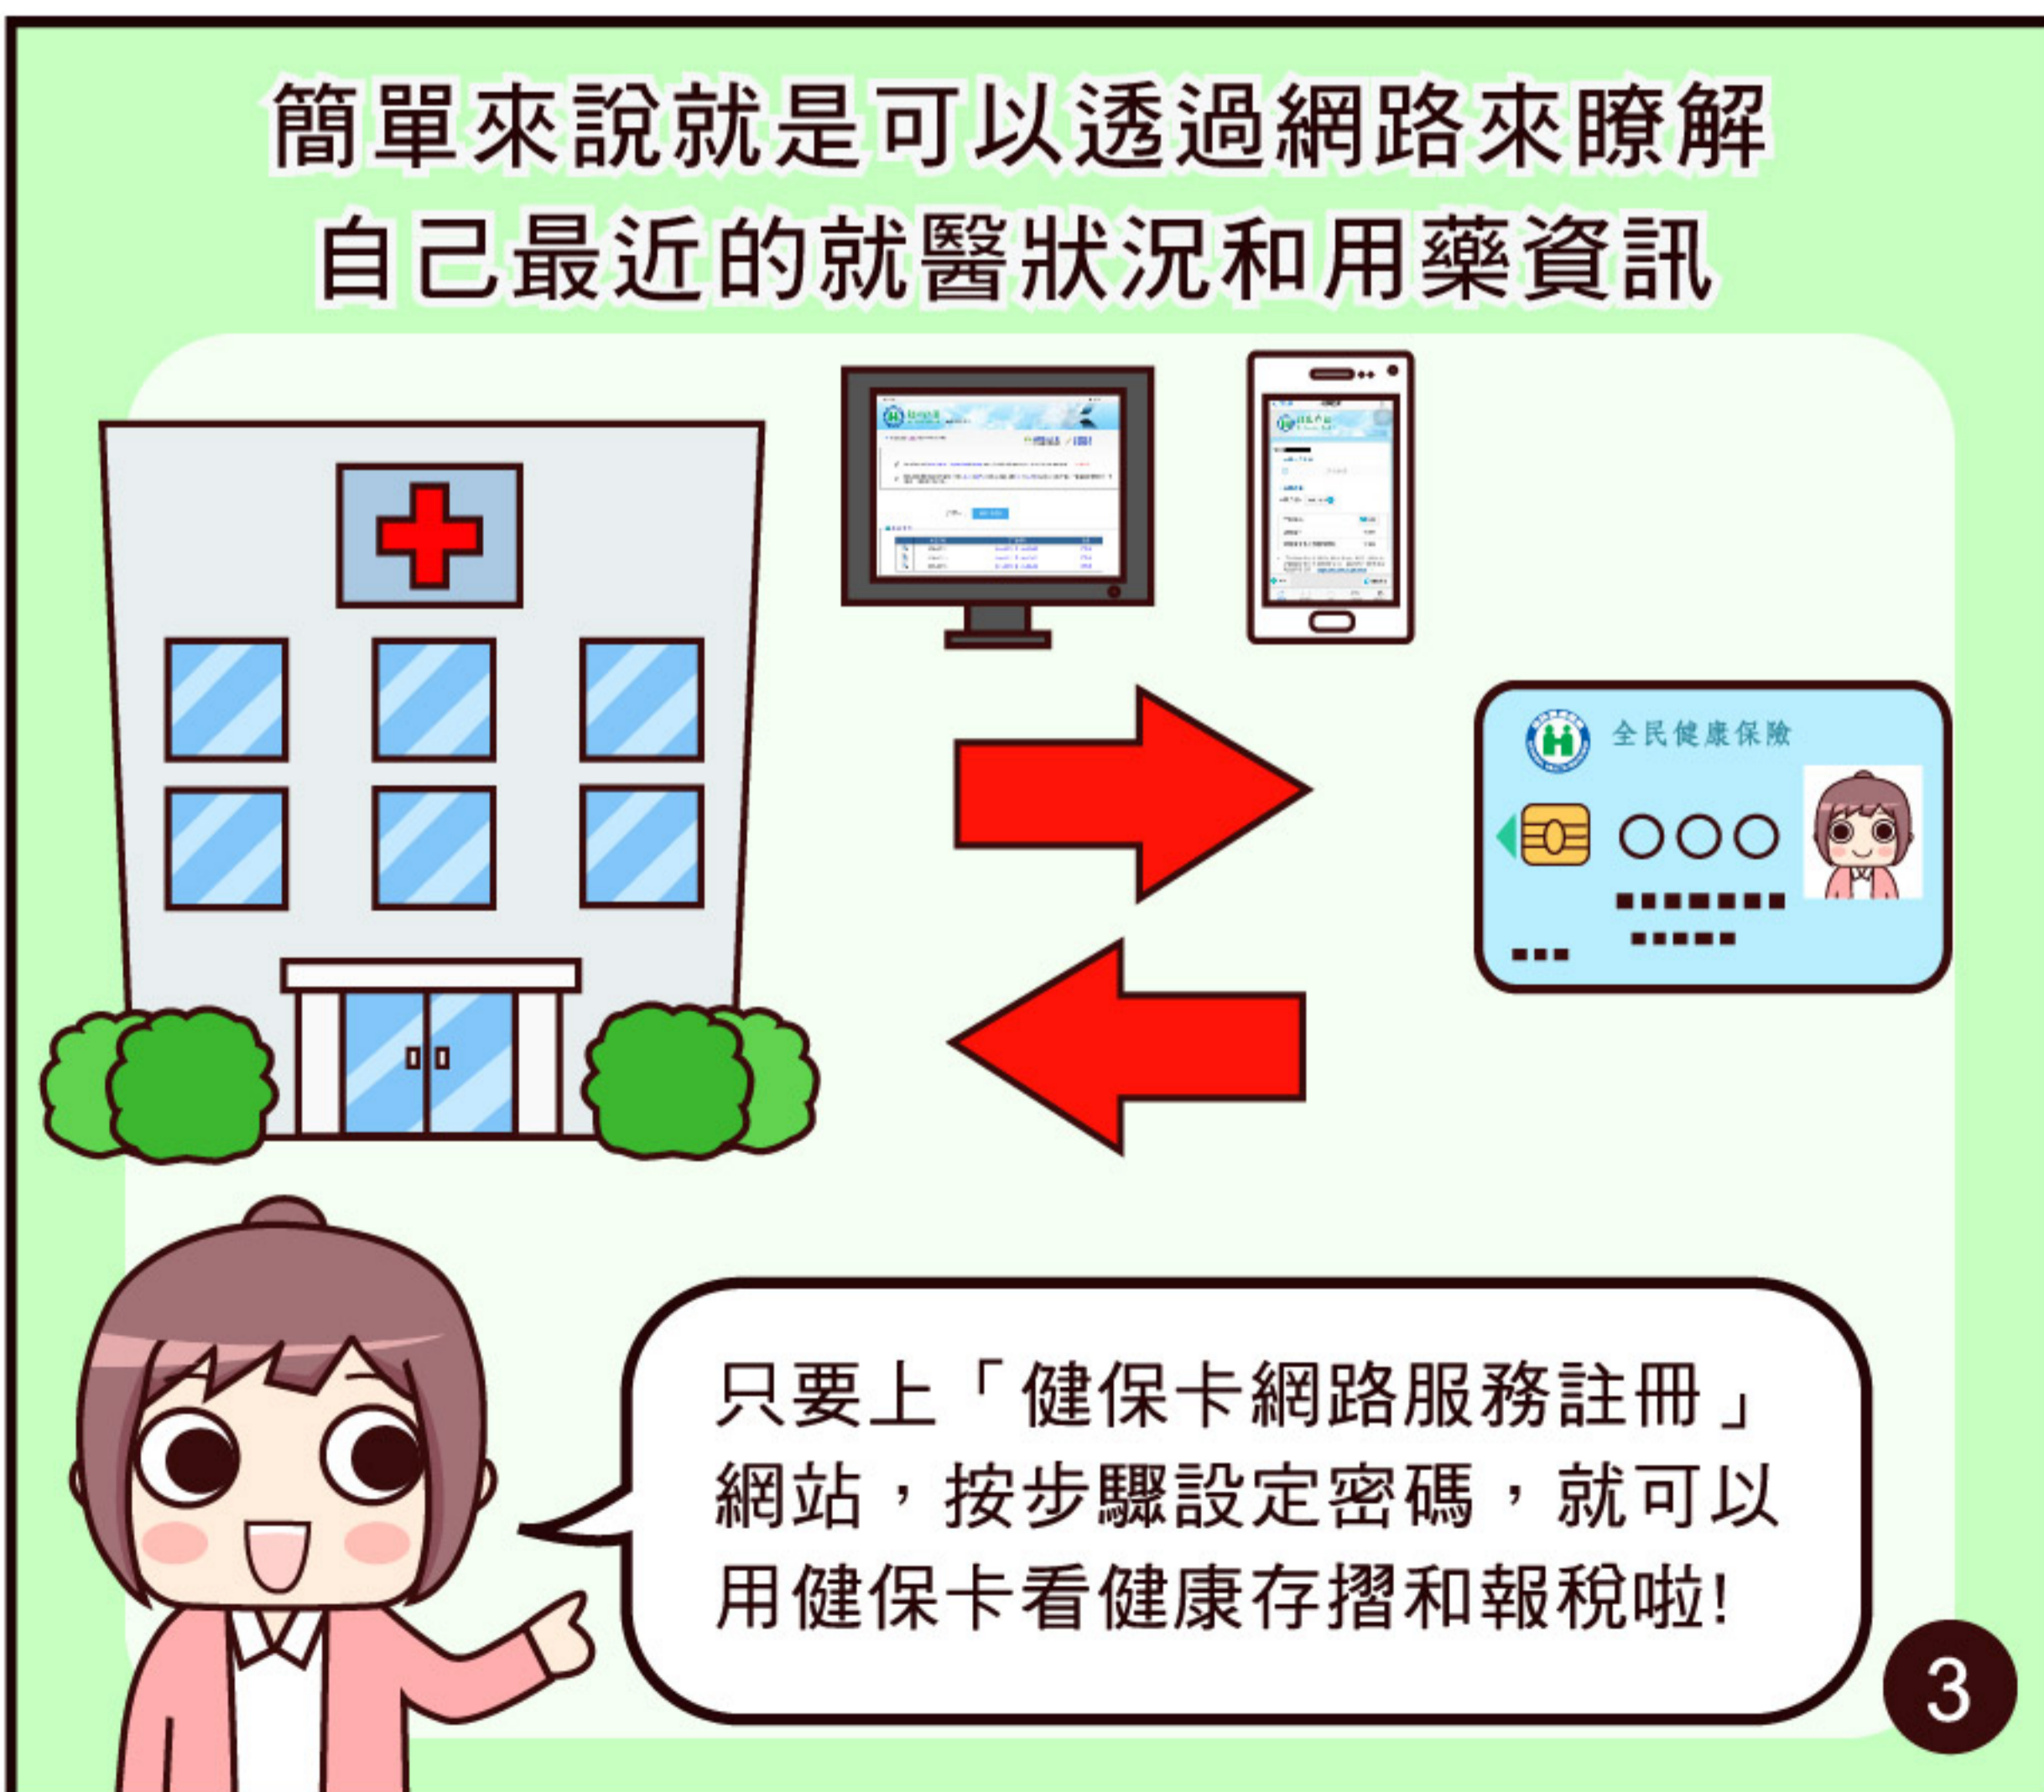 簡單來說就是可以透過網路來瞭解
自己最近的就醫狀況和用藥資訊
全民健康保險
只要上「健保卡網路服務註冊」
網站，按步驟設定密碼，就可以
用健保卡看健康存摺和報稅啦!
3